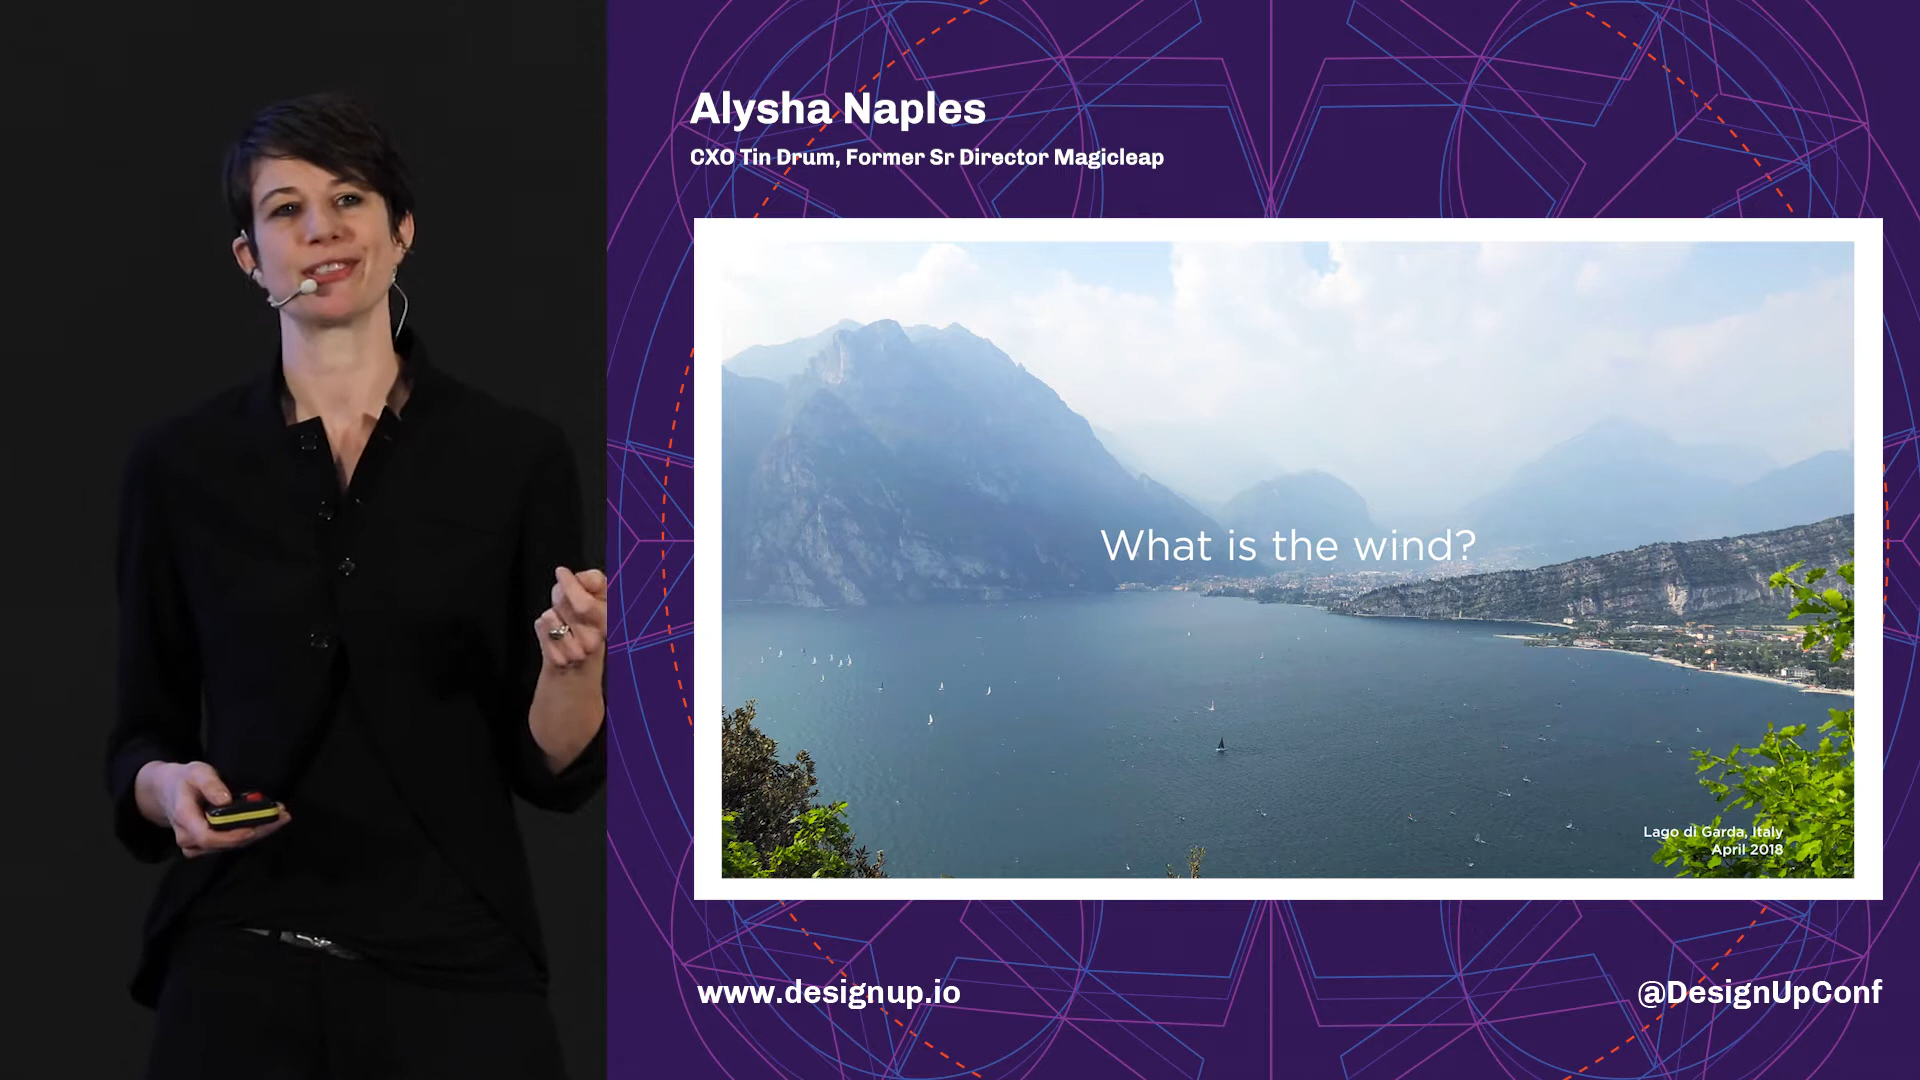 Alysha Naples
CXO Tin Drum, Former Sr Director Magicleap
What is the wind?
Lago di Garda, Italy
April 2018
www.designup.io
@DesignUpConf